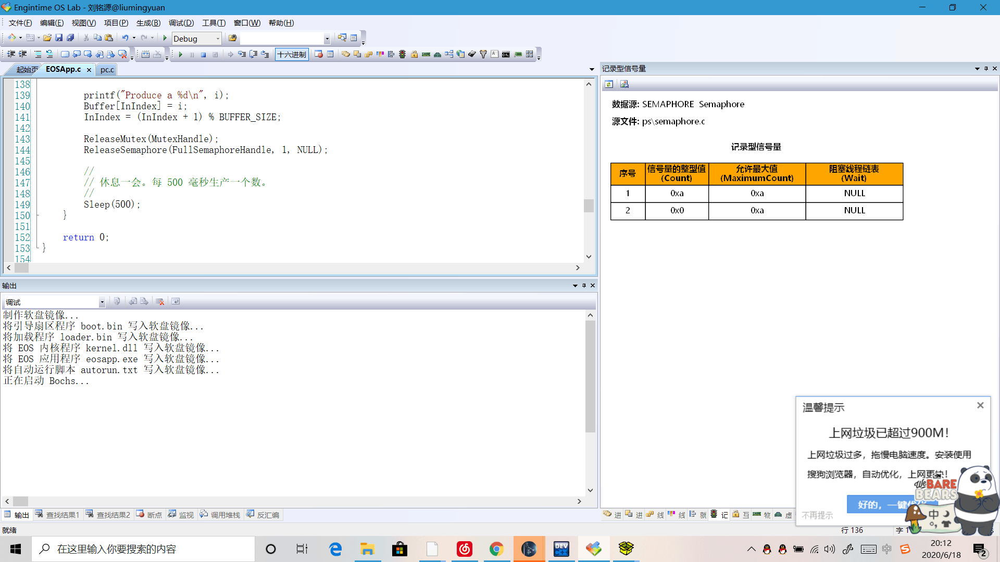 Engintime OS Lab - 刘铭源@liumingyuan
文件(F) 编辑(E) 视图(V) 项目(P) 生成(B) 调试(D) 工具(T) 窗口(W) 帮助(H)
Debug
十六进制
起始页 EOSApp.c pc.c
138
139 printf("Produce a %d\n", i);
140 Buffer[InIndex] = i;
141 InIndex = (InIndex + 1) % BUFFER_SIZE;
142
143 ReleaseMutex(MutexHandle);
144 ReleaseSemaphore(FullSemaphoreHandle, 1, NULL);
145
146 //
147 // 休息一会。每 500 毫秒生产一个数。
148 //
149 Sleep(500);
150 }
151
152 return 0;
153 }
154
输出
调试
制作软盘镜像...
将引导扇区程序 boot.bin 写入软盘镜像...
将加载程序 loader.bin 写入软盘镜像...
将 EOS 内核程序 kernel.dll 写入软盘镜像...
将 EOS 应用程序 eosapp.exe 写入软盘镜像...
将自动运行脚本 autorun.txt 写入软盘镜像...
正在启动 Bochs...
输出 查找结果1 查找结果2 断点 监视 调用堆栈 反汇编
记录型信号量
数据源: SEMAPHORE Semaphore
源文件: ps\semaphore.c
记录型信号量
序号 信号量的整型值 (Count) 允许最大值 (MaximumCount) 阻塞线程链表 (Wait)
1 0xa 0xa NULL
2 0x0 0xa NULL
进 进 线 线 就 记 互 物 虚
温馨提示
上网垃圾已超过900M!
上网垃圾过多，拖慢电脑速度。安装使用
搜狗浏览器，自动优化，上网更快!
好的，一键
不再提示
We BARE BEARS
中
就绪
行 136
字 1
在这里输入你要搜索的内容
DEV C++
中
20:12
2020/6/18
2